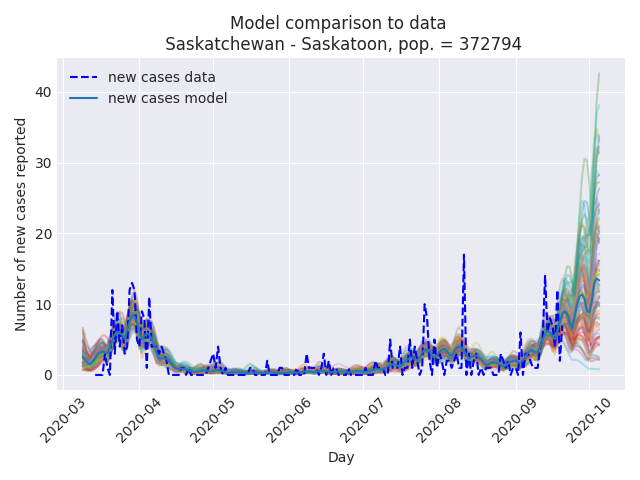 Model comparison to data
Saskatchewan - Saskatoon, pop. = 372794
new cases data
new cases model
Number of new cases reported
40
30
20
10
0
2020-03
2020-04
2020-05
2020-06
2020-07
2020-08
2020-09
2020-10
Day